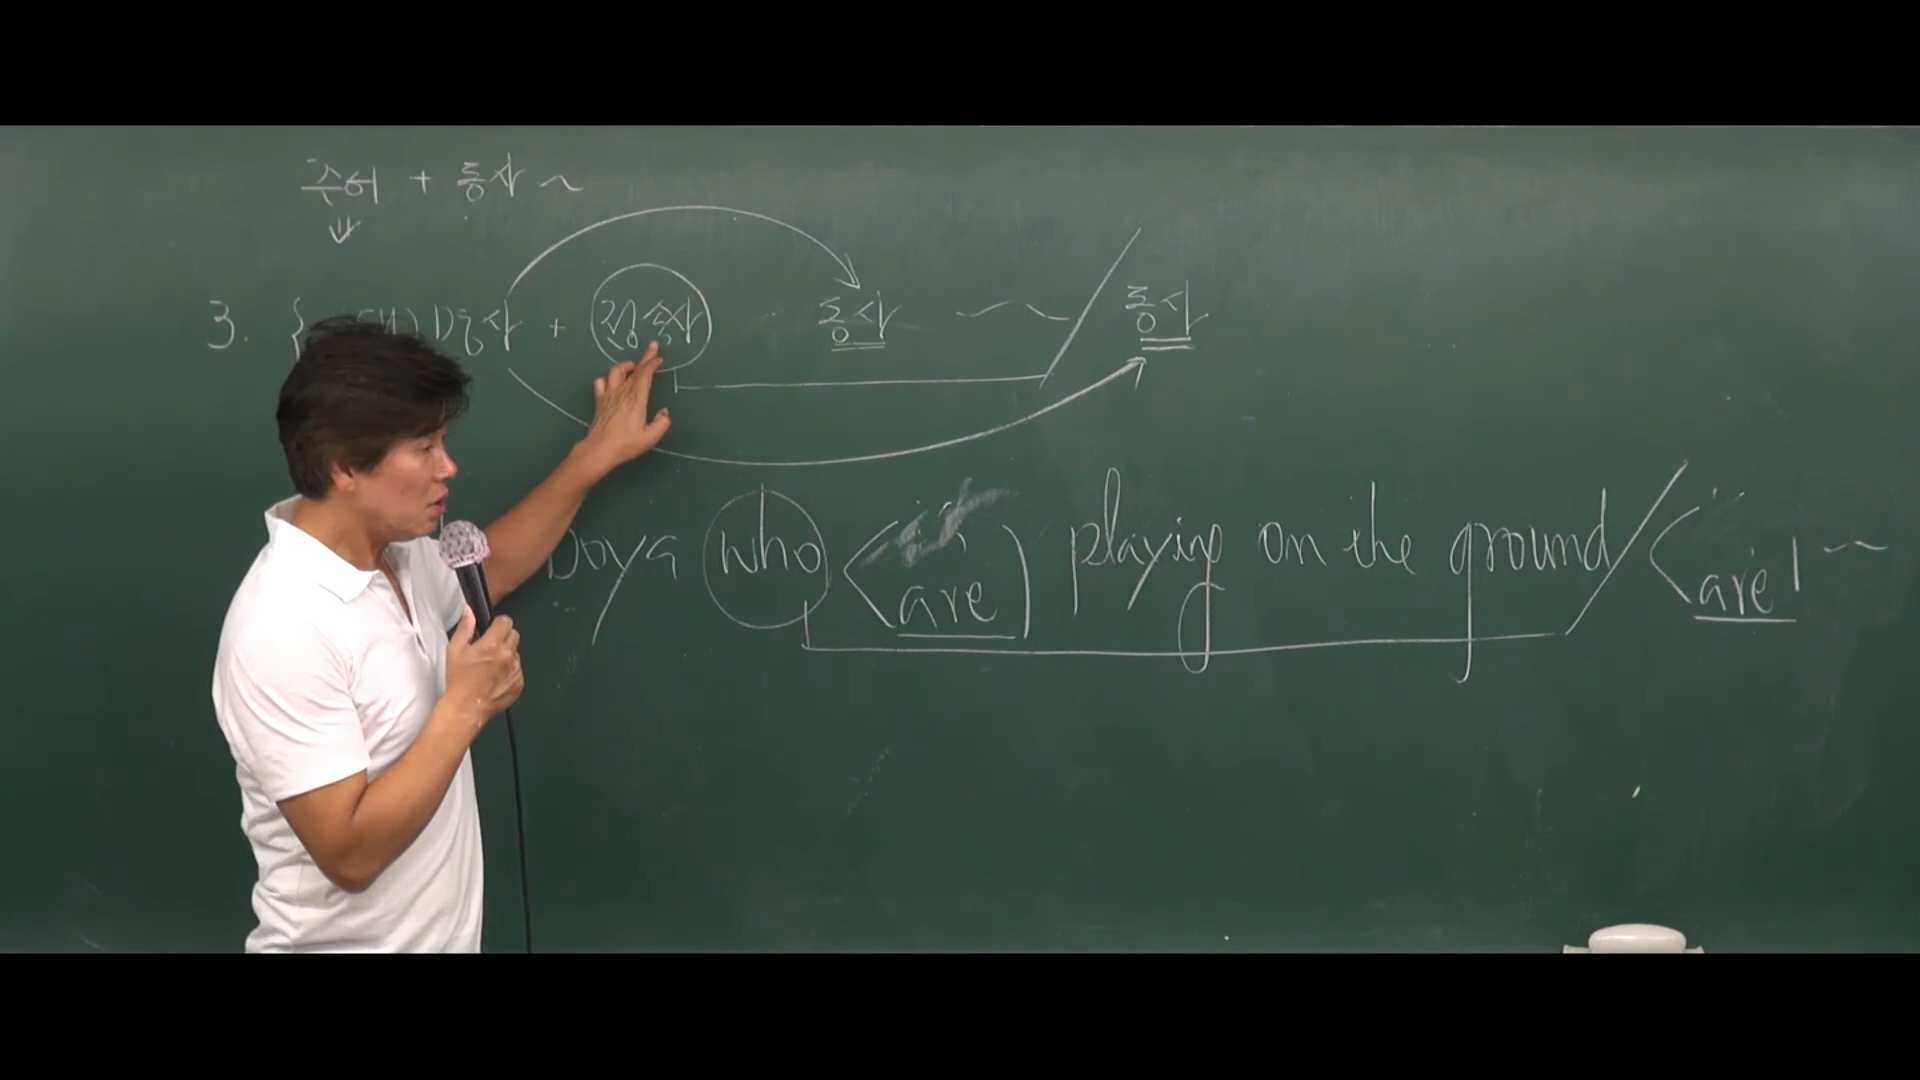 주어 + 동사 ~
3. { 명사 + 접속사 동사 ~~ / 동사
boys who < are ) playing on the ground / < are ) ~~